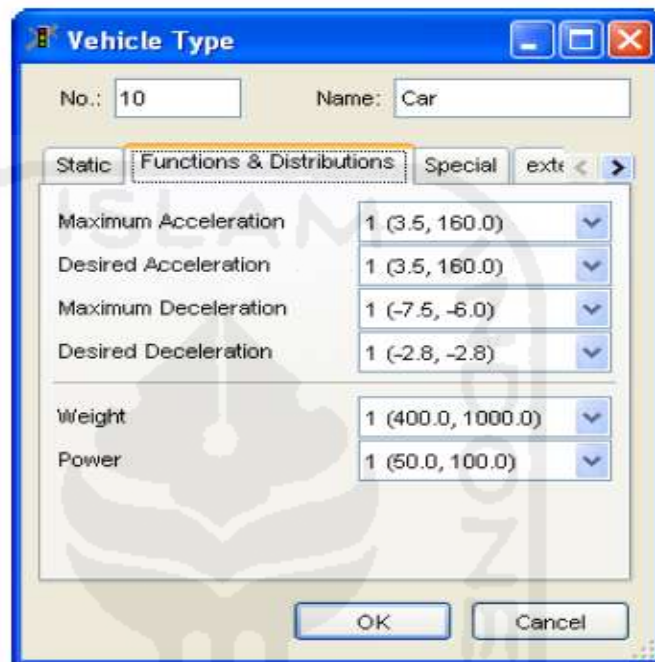 Vehicle Type
No.: 10 Name: Car
Static Functions & Distributions Special exte
Maximum Acceleration 1 (3.5, 160.0)
Desired Acceleration 1 (3.5, 160.0)
Maximum Deceleration 1 (-7.5, -6.0)
Desired Deceleration 1 (-2.8, -2.8)
Weight 1 (400.0, 1000.0)
Power 1 (50.0, 100.0)
OK Cancel
ISLAM